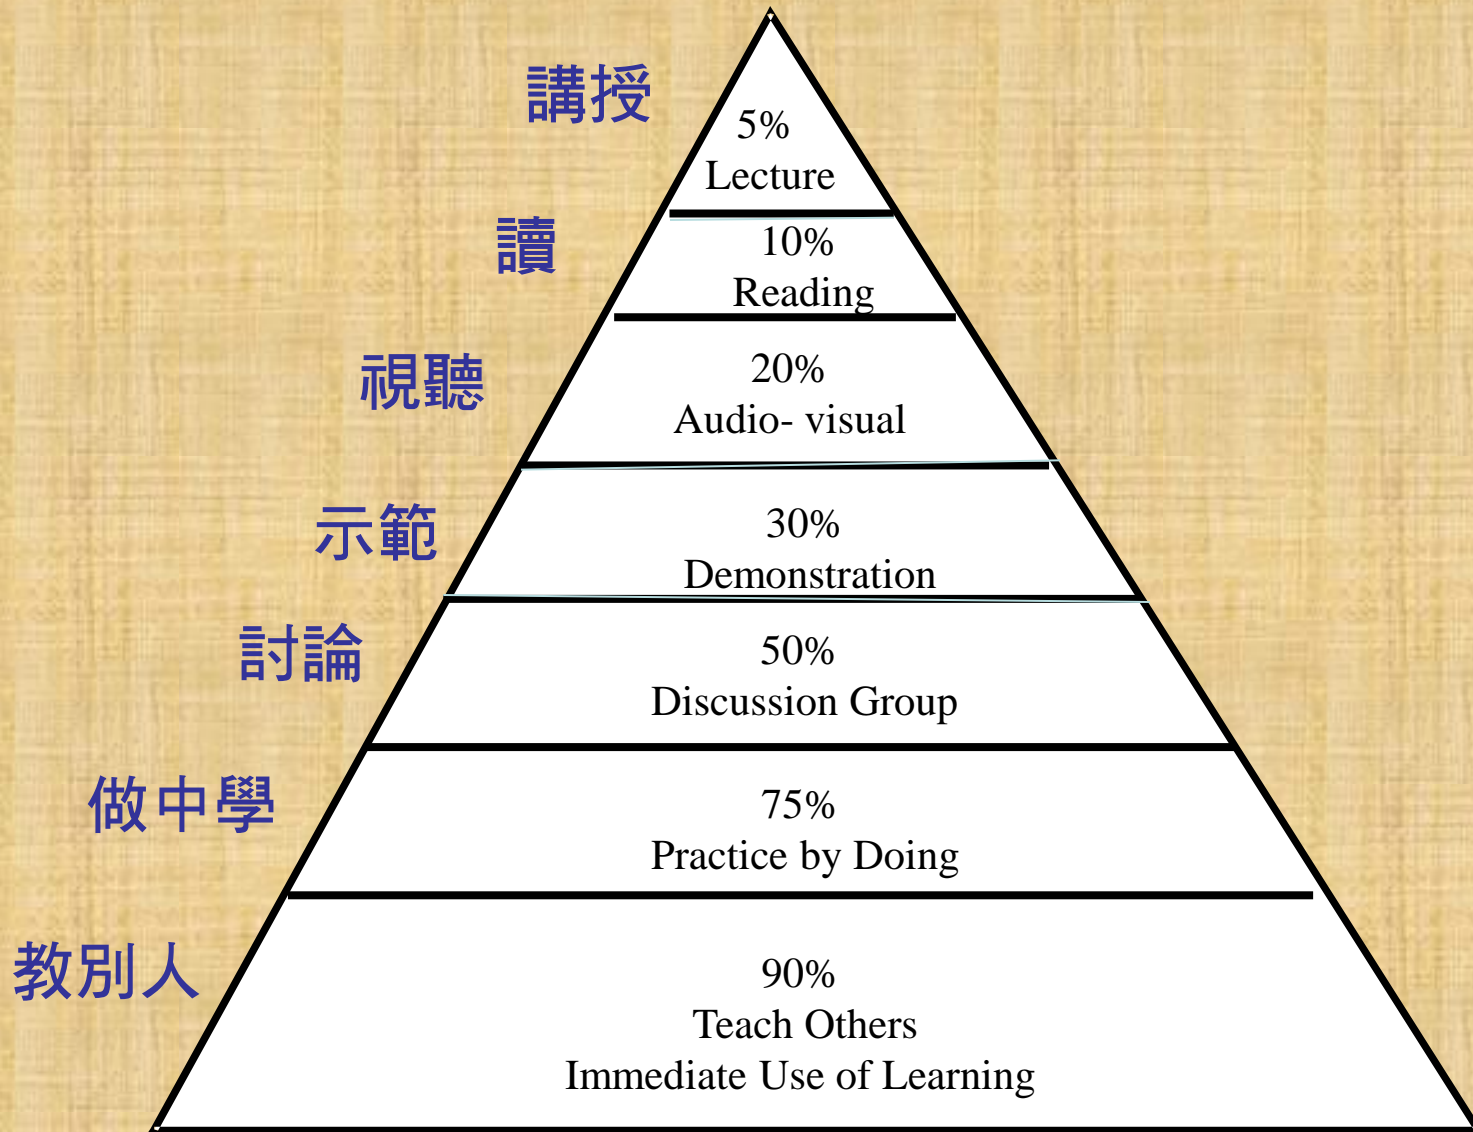 講授
5%
Lecture
讀
10%
Reading
視聽
20%
Audio- visual
示範
30%
Demonstration
討論
50%
Discussion Group
做中學
75%
Practice by Doing
教別人
90%
Teach Others
Immediate Use of Learning